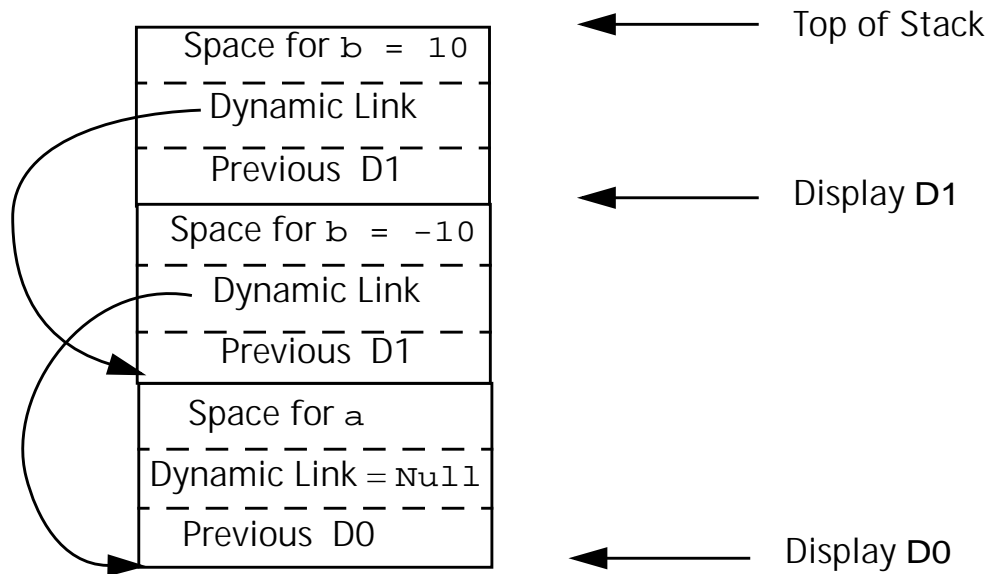 Top of Stack
Space for b = 10
Dynamic Link
Previous D1
Display D1
Space for b = -10
Dynamic Link
Previous D1
Space for a
Dynamic Link = Null
Previous D0
Display D0